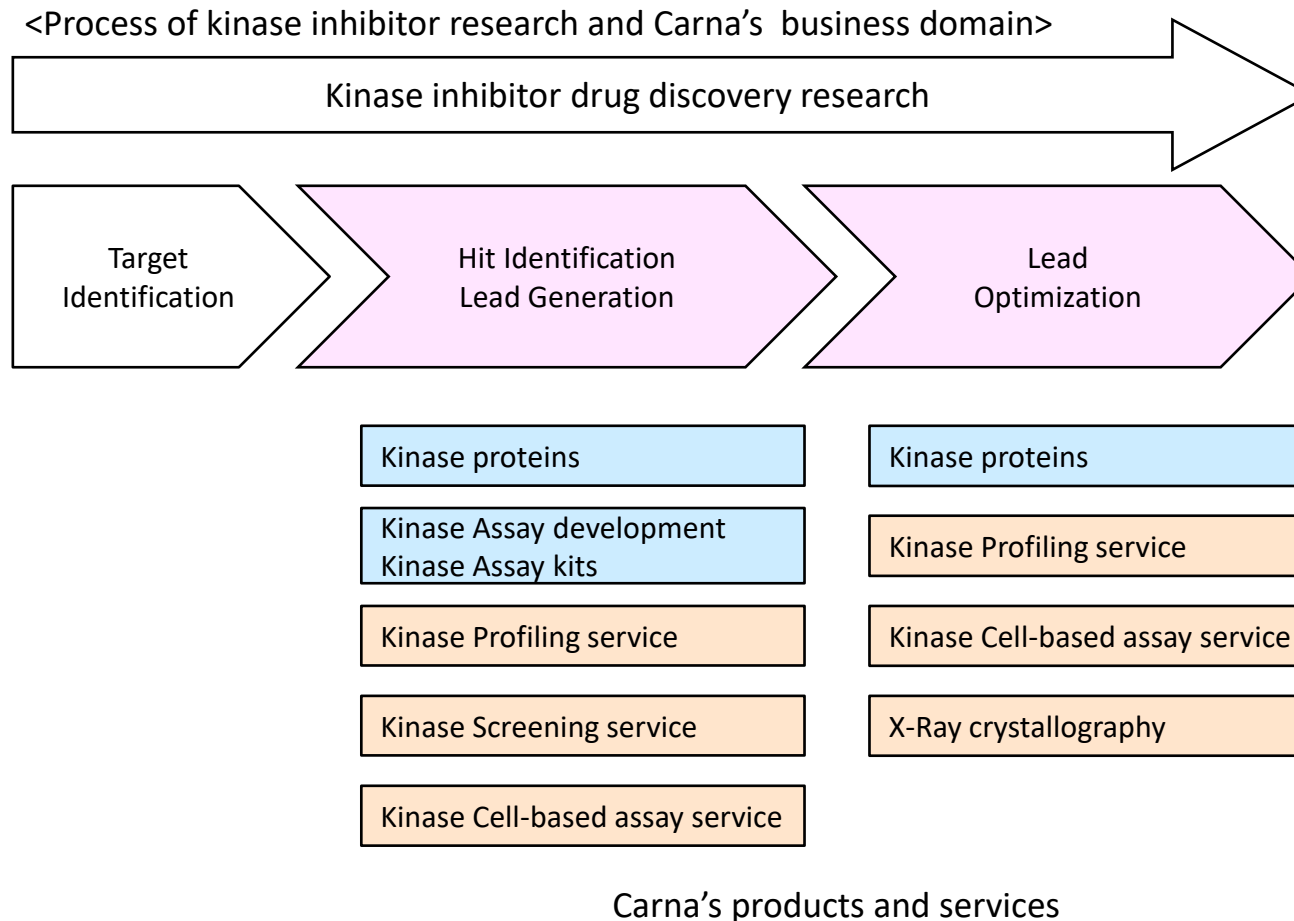 <Process of kinase inhibitor research and Carna’s  business domain>
Kinase inhibitor drug discovery research
Target
Identification
Hit Identification
Lead Generation
Lead
Optimization
Kinase proteins
Kinase Assay development
Kinase Assay kits
Kinase Profiling service
Kinase Screening service
Kinase Cell-based assay service
Kinase proteins
Kinase Profiling service
Kinase Cell-based assay service
X-Ray crystallography
Carna’s products and services